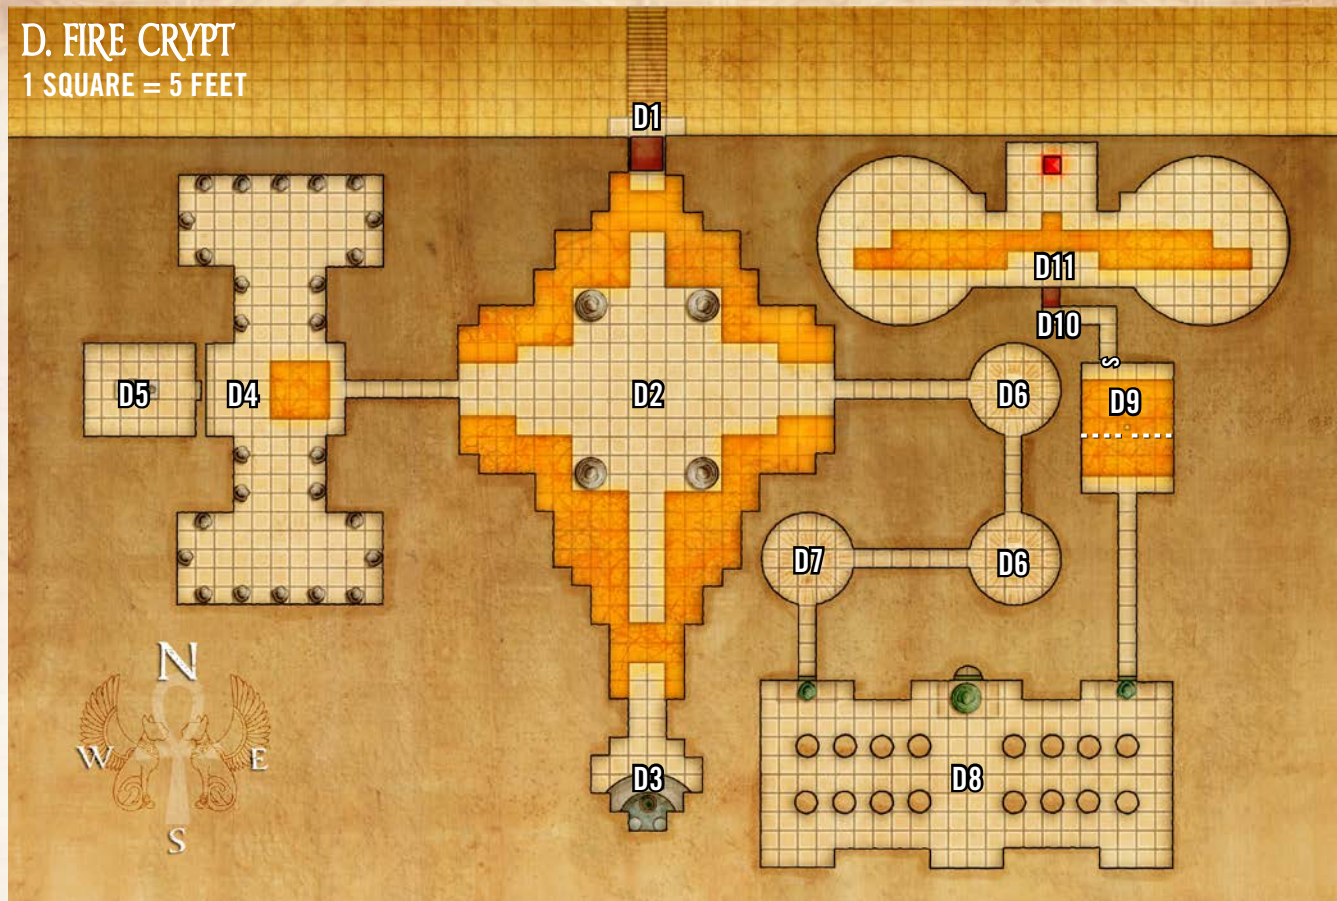 D. FIRE CRYPT
1 SQUARE = 5 FEET
D1
D11
D10
S
D5
D4
D2
D6
D9
D7
D6
N
W
E
S
D3
D8